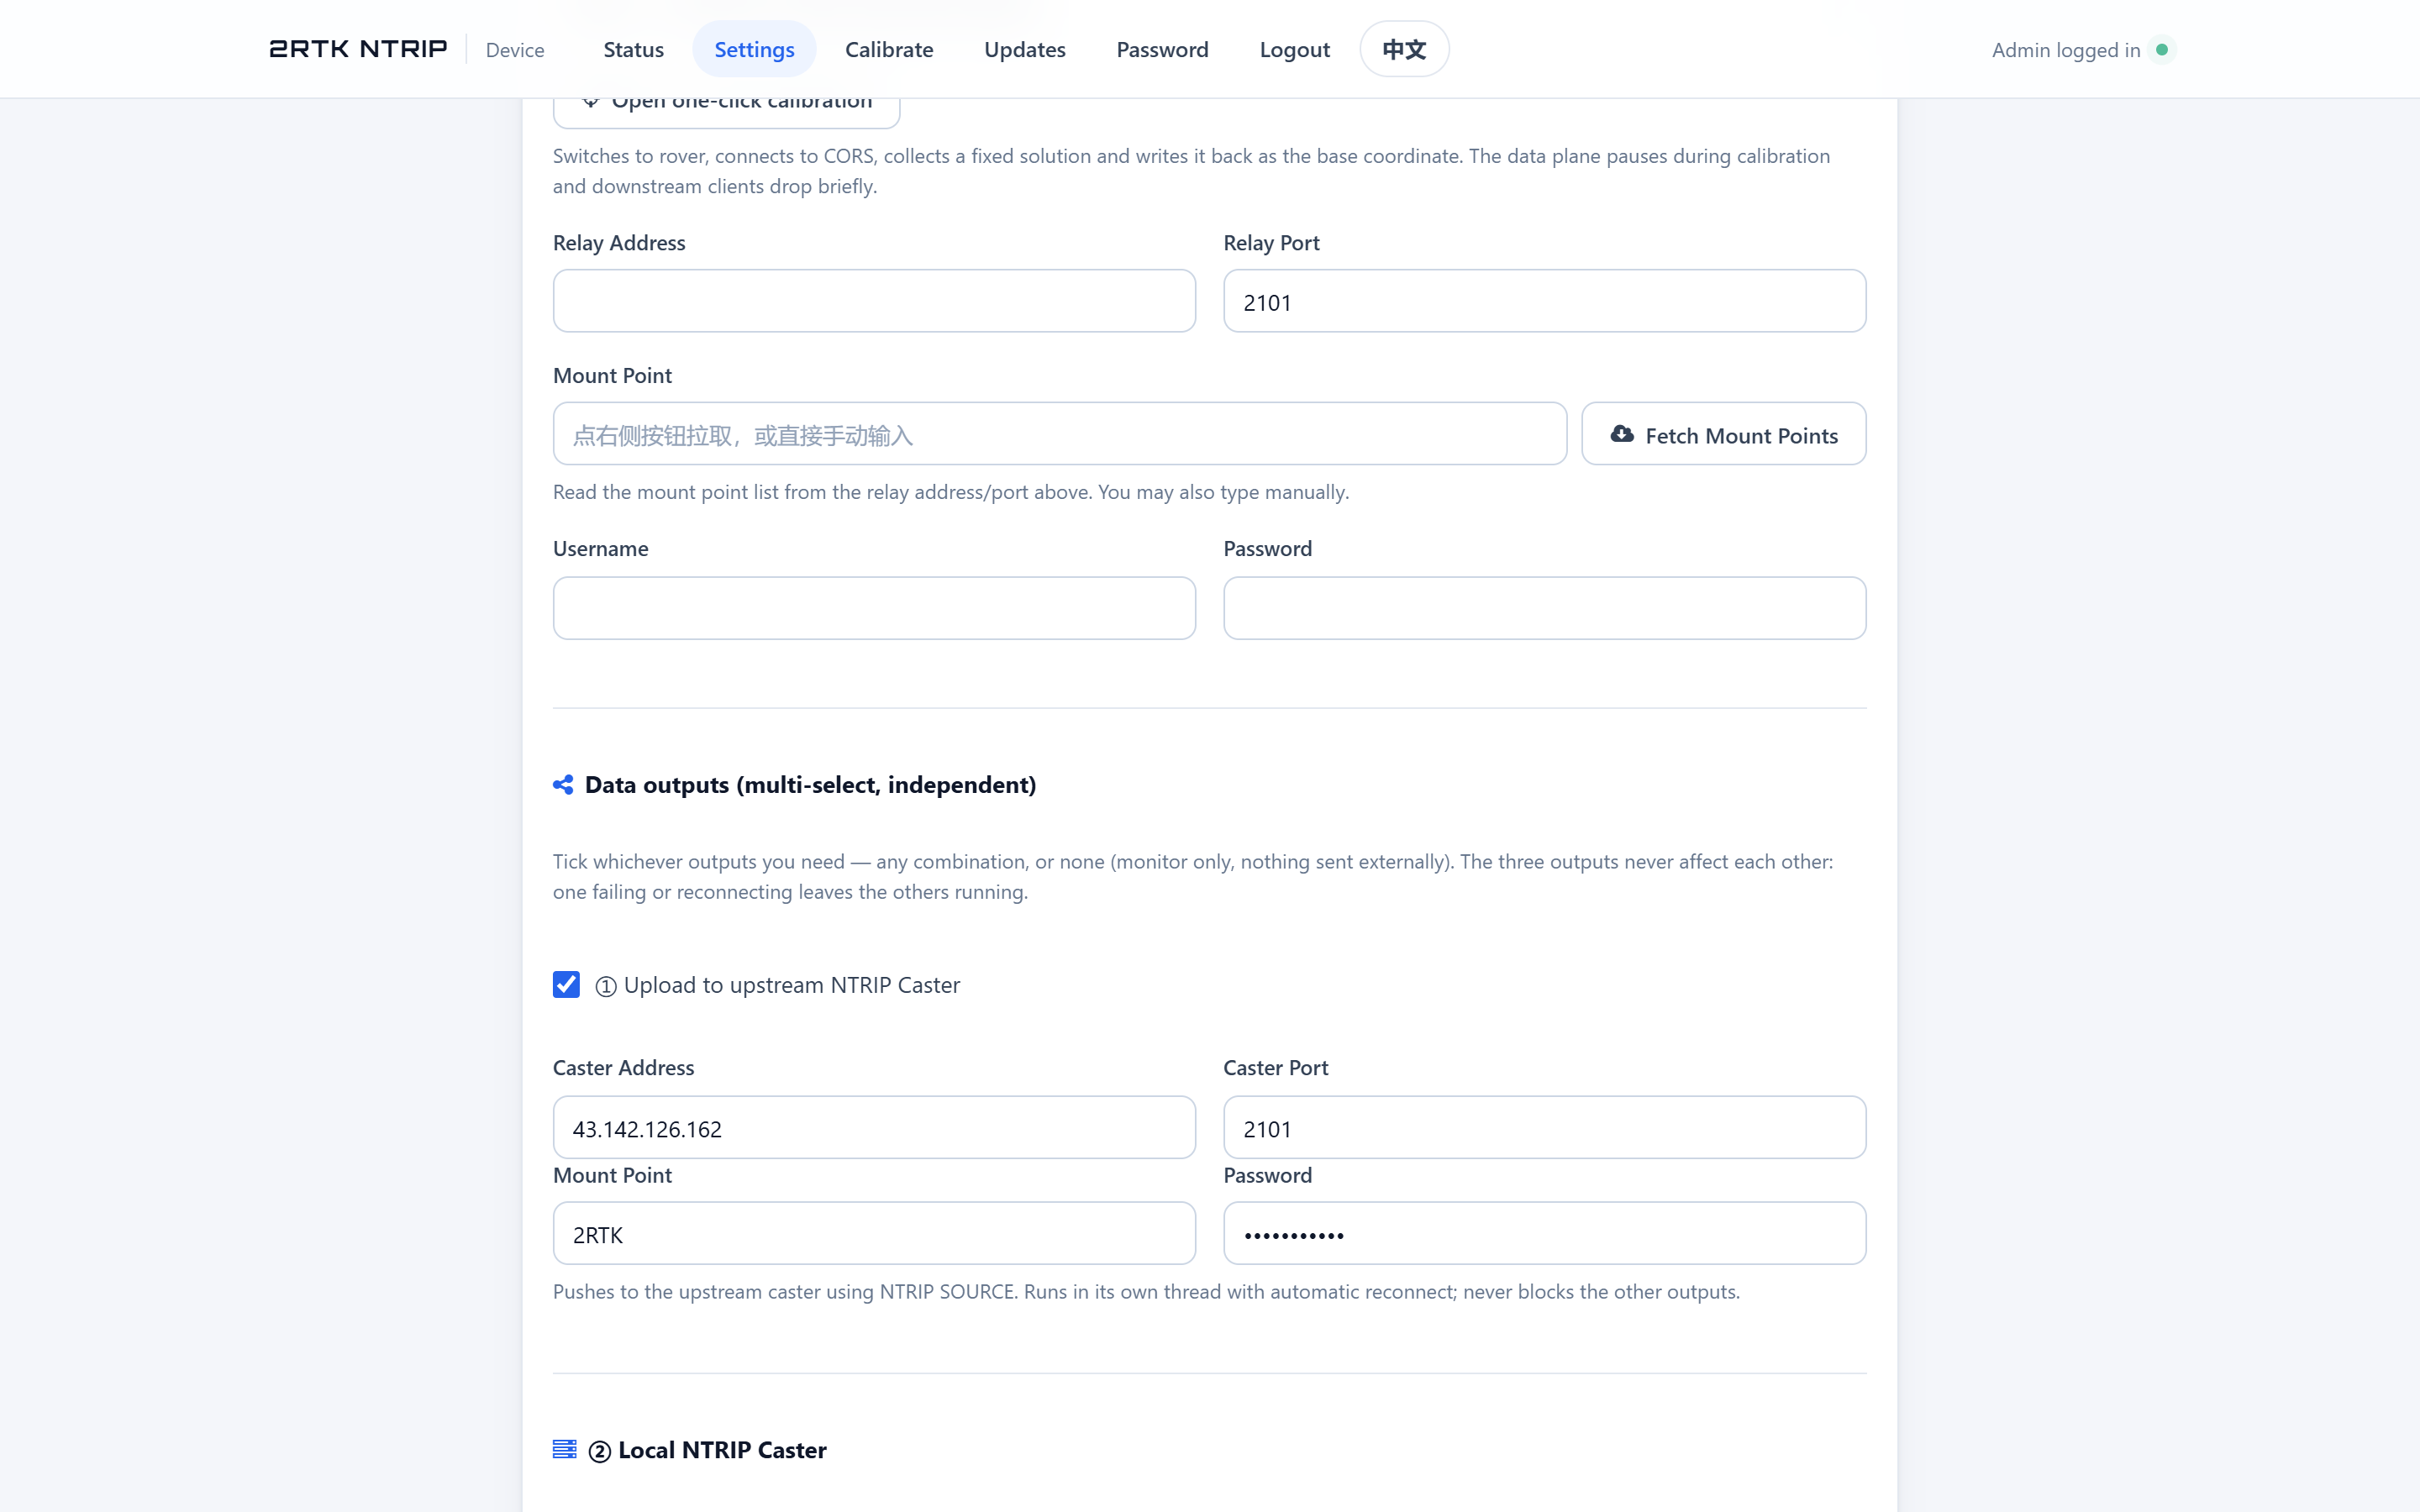 2RTK NTRIP
Device
Status
Settings
Calibrate
Updates
Password
Logout
中文
Admin logged in
Open one-click calibration
Switches to rover, connects to CORS, collects a fixed solution and writes it back as the base coordinate. The data plane pauses during calibration
and downstream clients drop briefly.
Relay Address
Relay Port
2101
Mount Point
点右侧按钮拉取，或直接手动输入
Fetch Mount Points
Read the mount point list from the relay address/port above. You may also type manually.
Username
Password
Data outputs (multi-select, independent)
Tick whichever outputs you need — any combination, or none (monitor only, nothing sent externally). The three outputs never affect each other:
one failing or reconnecting leaves the others running.
① Upload to upstream NTRIP Caster
Caster Address
Caster Port
43.142.126.162
2101
Mount Point
Password
2RTK
•••••••••••
Pushes to the upstream caster using NTRIP SOURCE. Runs in its own thread with automatic reconnect; never blocks the other outputs.
② Local NTRIP Caster